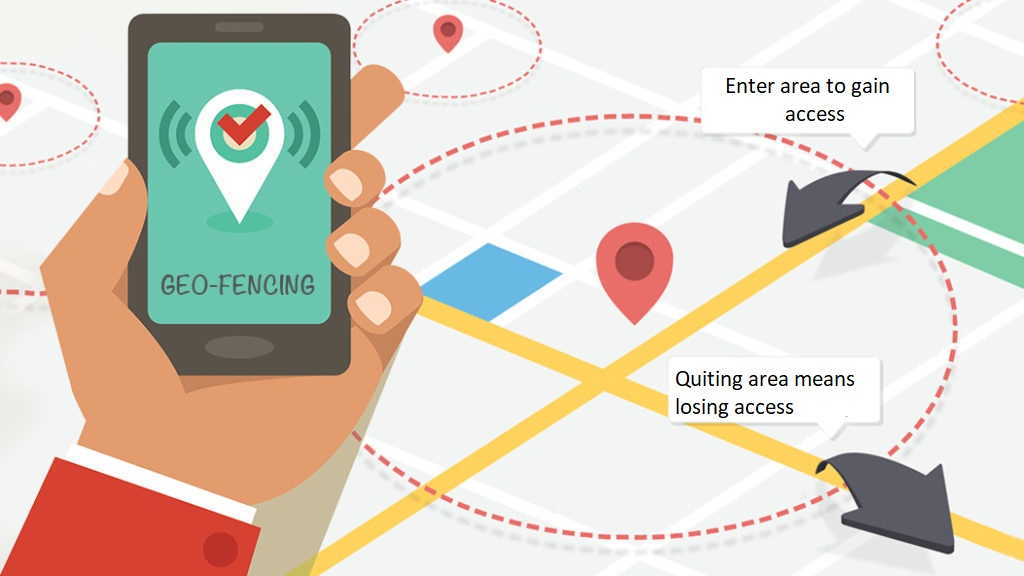 Enter area to gain
access
GEO-FENCING
Quiting area means
losing access